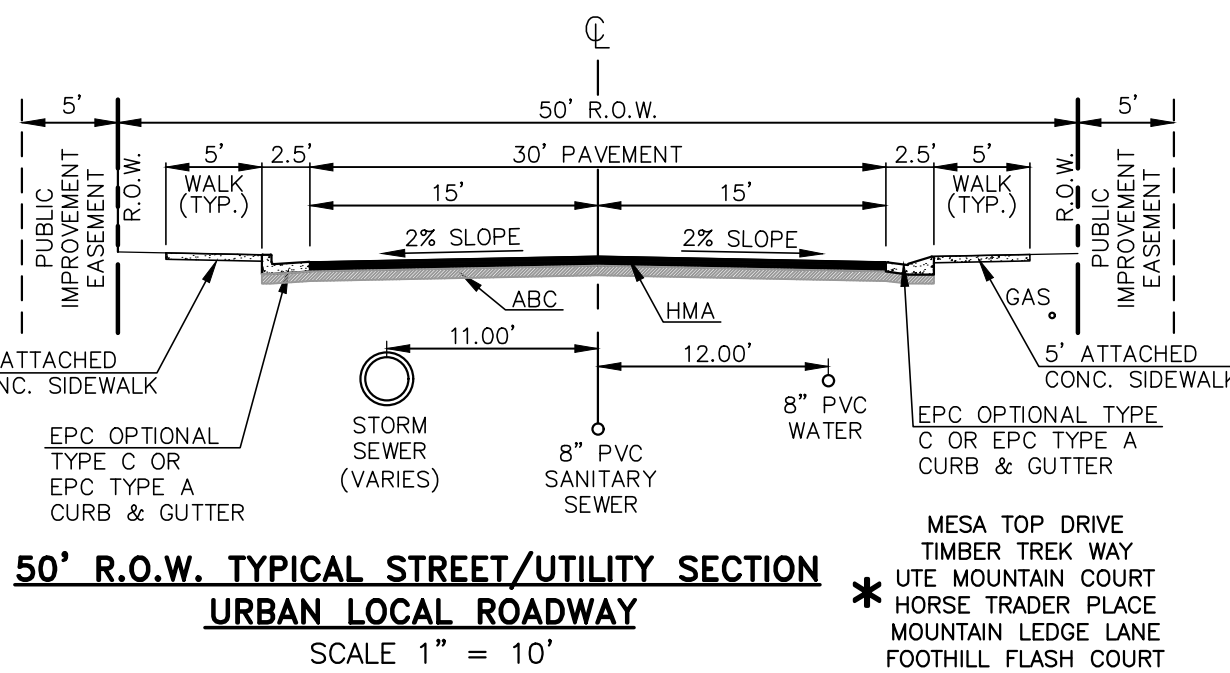 ℄
5'
50' R.O.W.
5'
5'
2.5'
30' PAVEMENT
2.5'
5'
WALK
(TYP.)
WALK
(TYP.)
15'
15'
PUBLIC
IMPROVEMENT
EASEMENT
R.O.W.
R.O.W.
PUBLIC
IMPROVEMENT
EASEMENT
2% SLOPE
2% SLOPE
ABC
HMA
GAS
11.00'
12.00'
ATTACHED
NC. SIDEWALK
5' ATTACHED
CONC. SIDEWALK
STORM
SEWER
(VARIES)
8" PVC
SANITARY
SEWER
8" PVC
WATER
EPC OPTIONAL
TYPE C OR
EPC TYPE A
CURB & GUTTER
EPC OPTIONAL TYPE
C OR EPC TYPE A
CURB & GUTTER
50' R.O.W. TYPICAL STREET/UTILITY SECTION
URBAN LOCAL ROADWAY
SCALE 1" = 10'
*
MESA TOP DRIVE
TIMBER TREK WAY
UTE MOUNTAIN COURT
HORSE TRADER PLACE
MOUNTAIN LEDGE LANE
FOOTHILL FLASH COURT